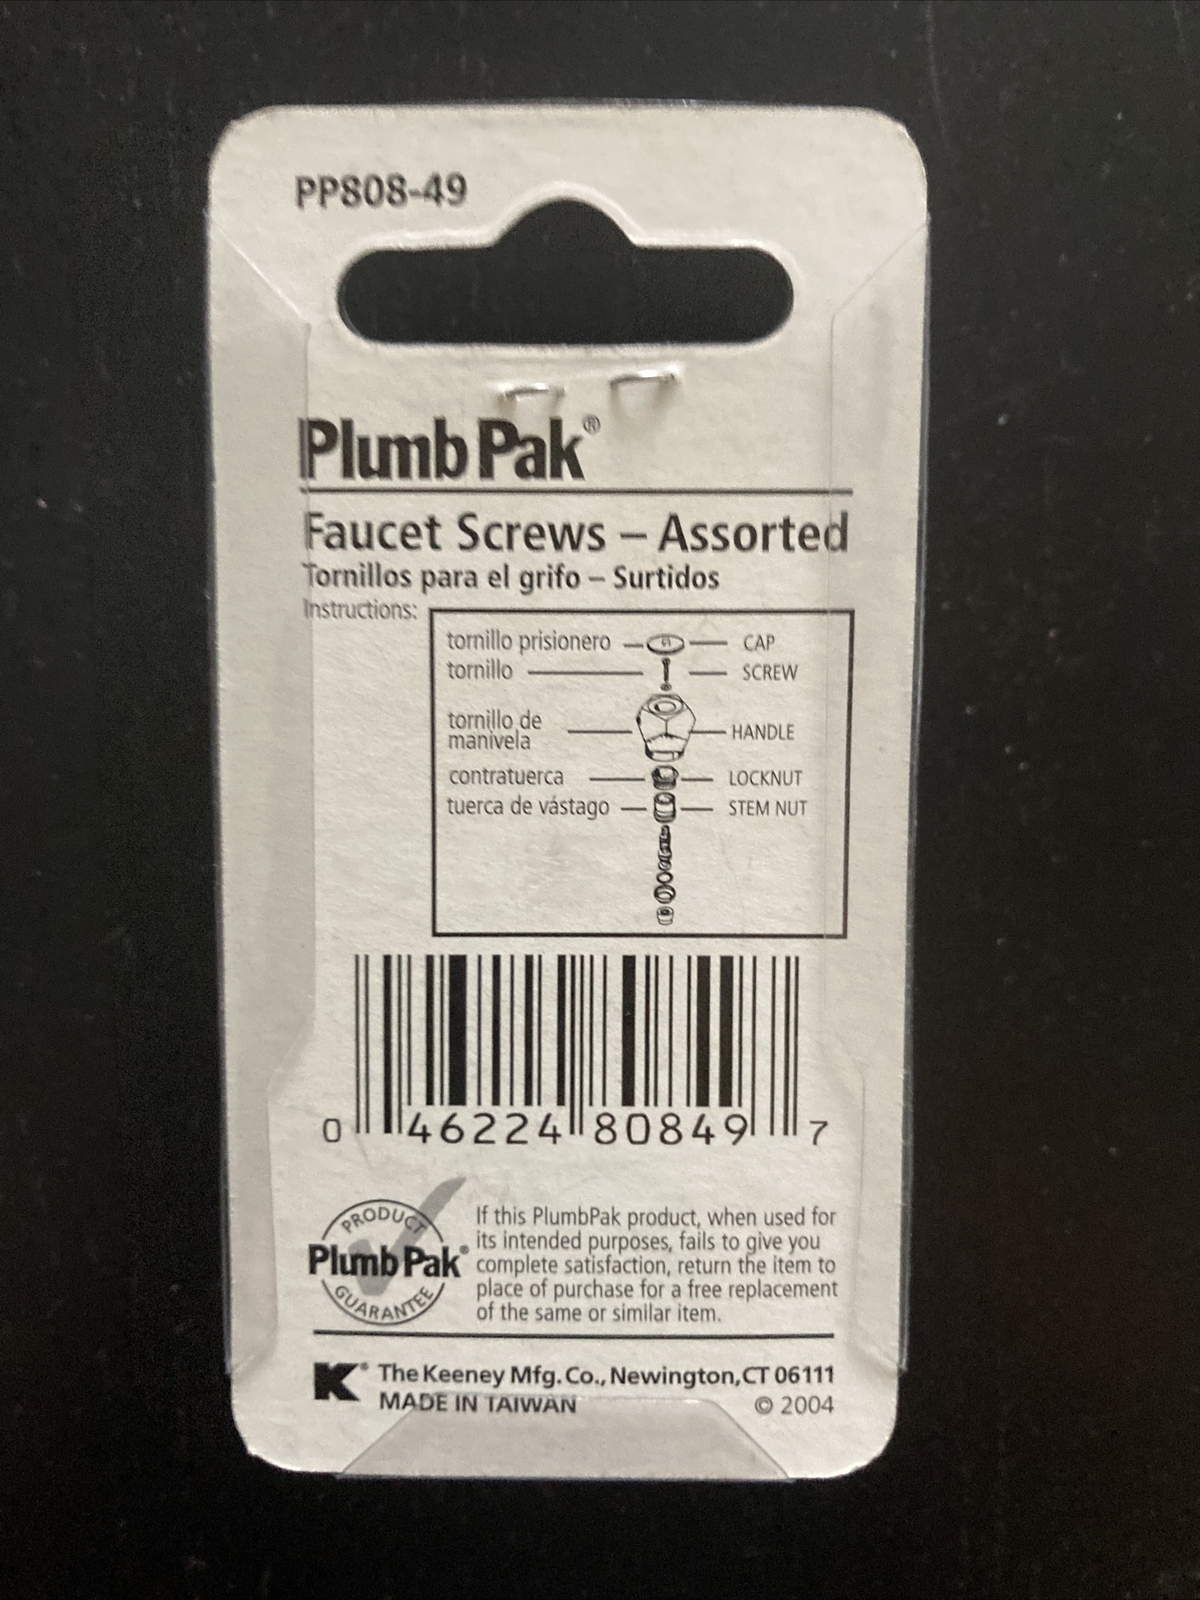 PP808-49
Plumb Pak®
Faucet Screws – Assorted
Tornillos para el grifo – Surtidos
Instructions:
tornillo prisionero CAP
tornillo SCREW
tornillo de
manivela HANDLE
contratuerca LOCKNUT
tuerca de vástago STEM NUT
0 46224 80849 7
PRODUCT
Plumb Pak®
GUARANTEE
If this PlumbPak product, when used for
its intended purposes, fails to give you
complete satisfaction, return the item to
place of purchase for a free replacement
of the same or similar item.
K® The Keeney Mfg. Co., Newington, CT 06111
MADE IN TAIWAN © 2004